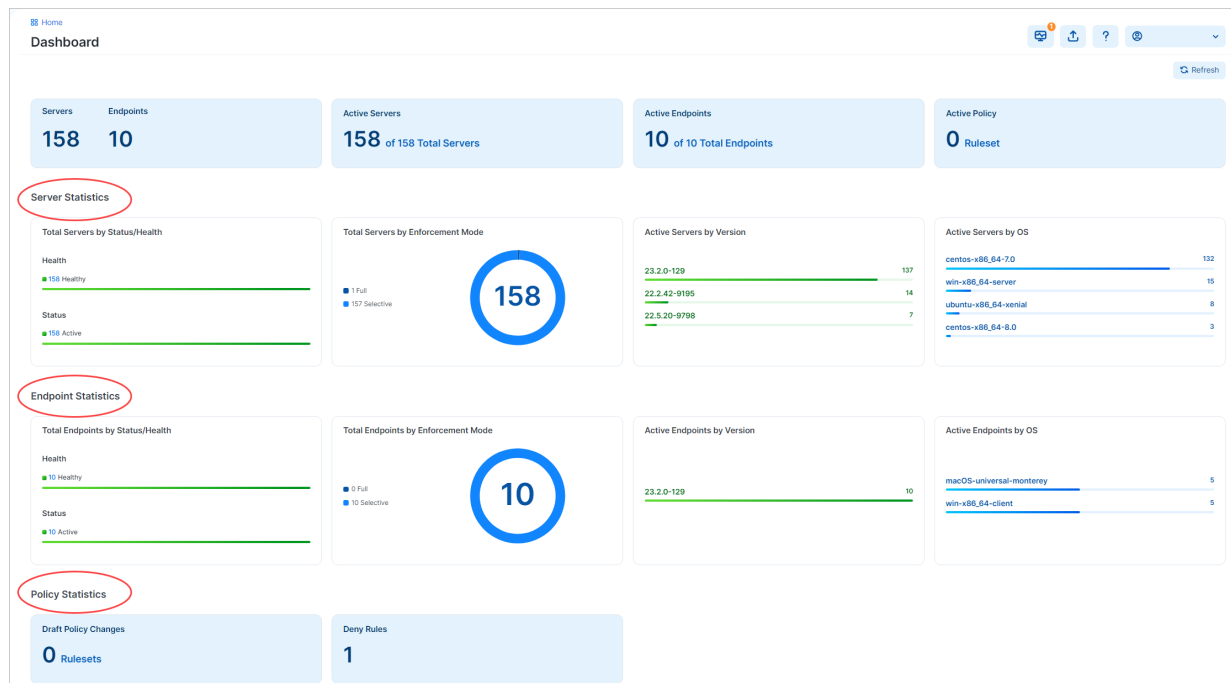 Home
Dashboard
1
?
Refresh
Servers Endpoints
158 10
Active Servers
158 of 158 Total Servers
Active Endpoints
10 of 10 Total Endpoints
Active Policy
0 Ruleset
Server Statistics
Total Servers by Status/Health
Health
158 Healthy
Status
158 Active
Total Servers by Enforcement Mode
1 Full
157 Selective
158
Active Servers by Version
23.2.0-129 137
22.2.42-9195 14
22.5.20-9798 7
Active Servers by OS
centos-x86_64-7.0 132
win-x86_64-server 15
ubuntu-x86_64-xenial 8
centos-x86_64-8.0 3
Endpoint Statistics
Total Endpoints by Status/Health
Health
10 Healthy
Status
10 Active
Total Endpoints by Enforcement Mode
0 Full
10 Selective
10
Active Endpoints by Version
23.2.0-129 10
Active Endpoints by OS
macOS-universal-monterey 5
win-x86_64-client 5
Policy Statistics
Draft Policy Changes
0 Rulesets
Deny Rules
1